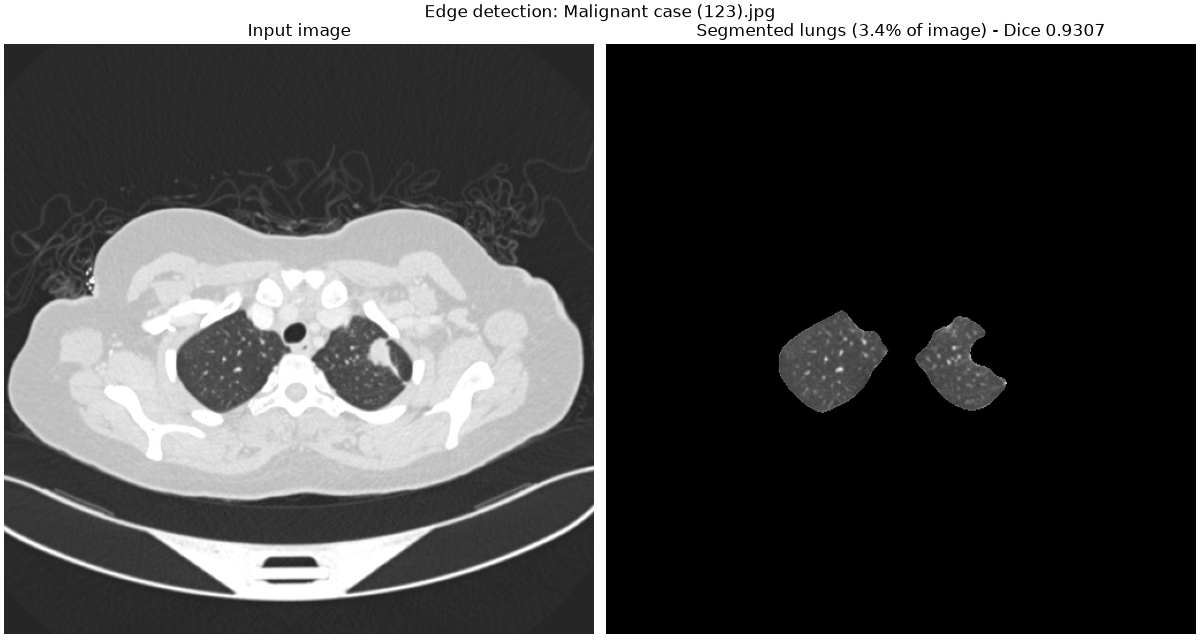 Edge detection: Malignant case (123).jpg
Input image
Segmented lungs (3.4% of image) - Dice 0.9307